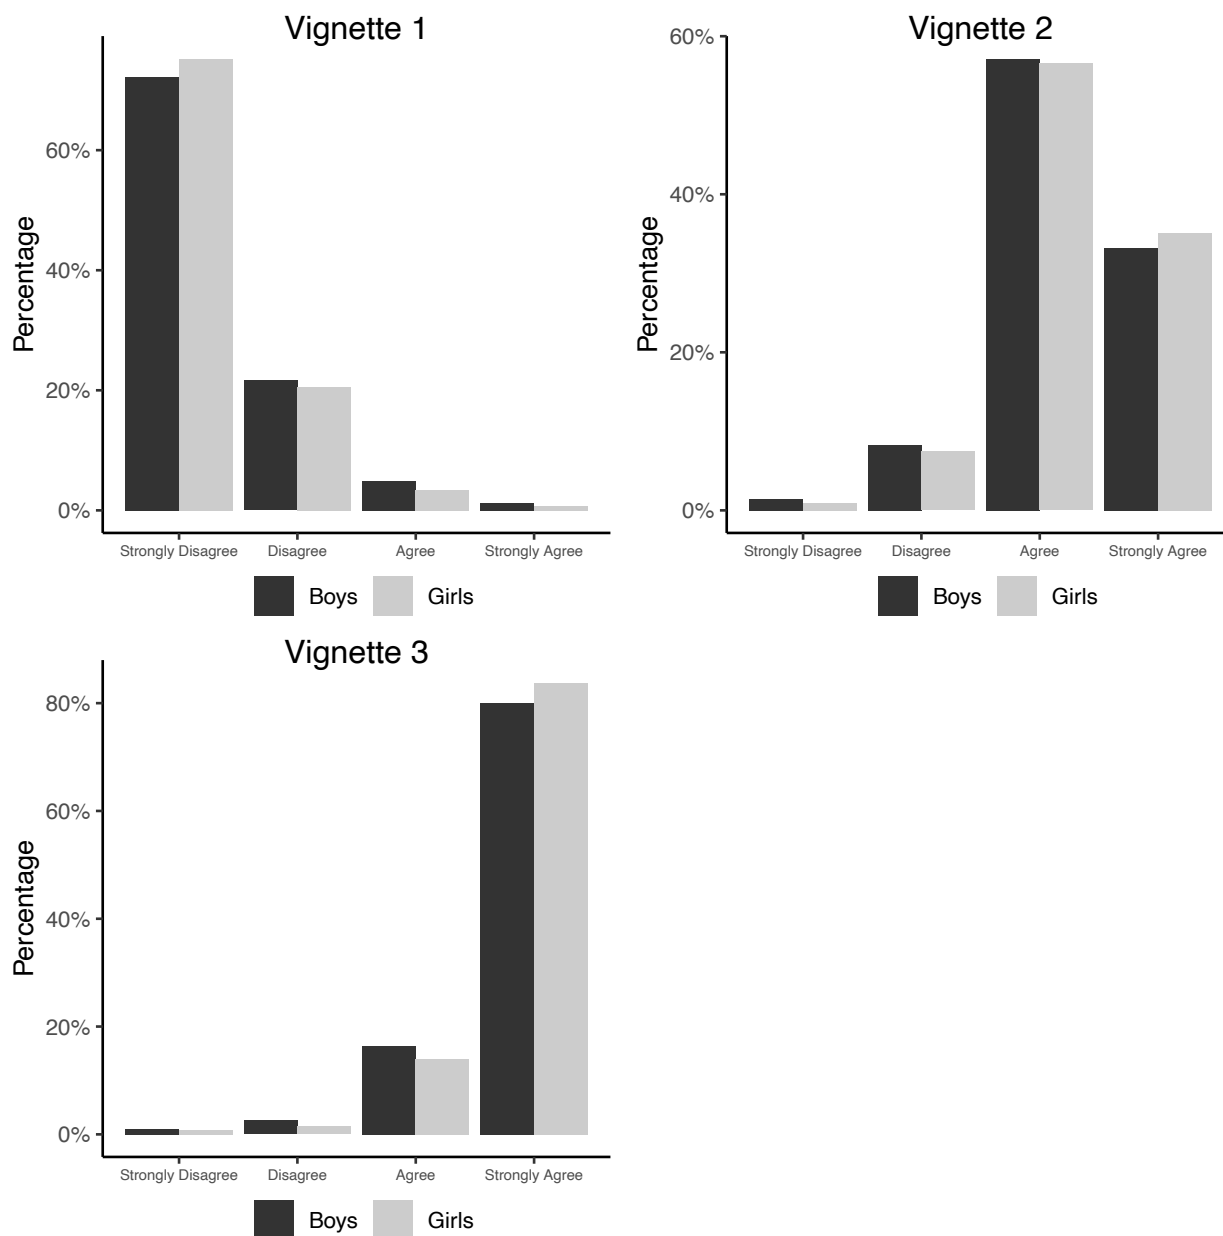 Vignette 1
Percentage
60%
40%
20%
0%
Strongly Disagree Disagree Agree Strongly Agree
Boys Girls
Vignette 2
Percentage
60%
40%
20%
0%
Strongly Disagree Disagree Agree Strongly Agree
Boys Girls
Vignette 3
Percentage
80%
60%
40%
20%
0%
Strongly Disagree Disagree Agree Strongly Agree
Boys Girls